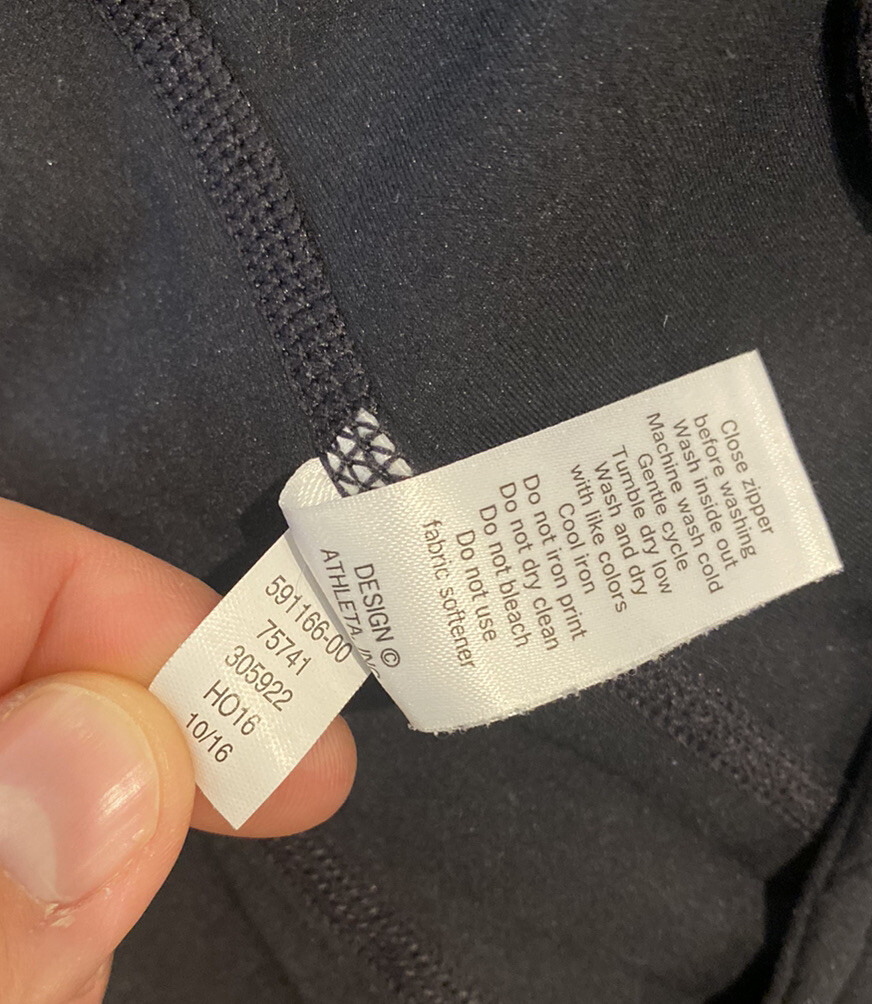 Close zipper
before washing
Wash inside out
Machine wash cold
Gentle cycle
Tumble dry low
Wash and dry
with like colors
Cool iron
Do not iron print
Do not dry clean
Do not bleach
Do not use
fabric softener
DESIGN ©
ATHLETA
591166-00
75741
305922
HO16
10/16